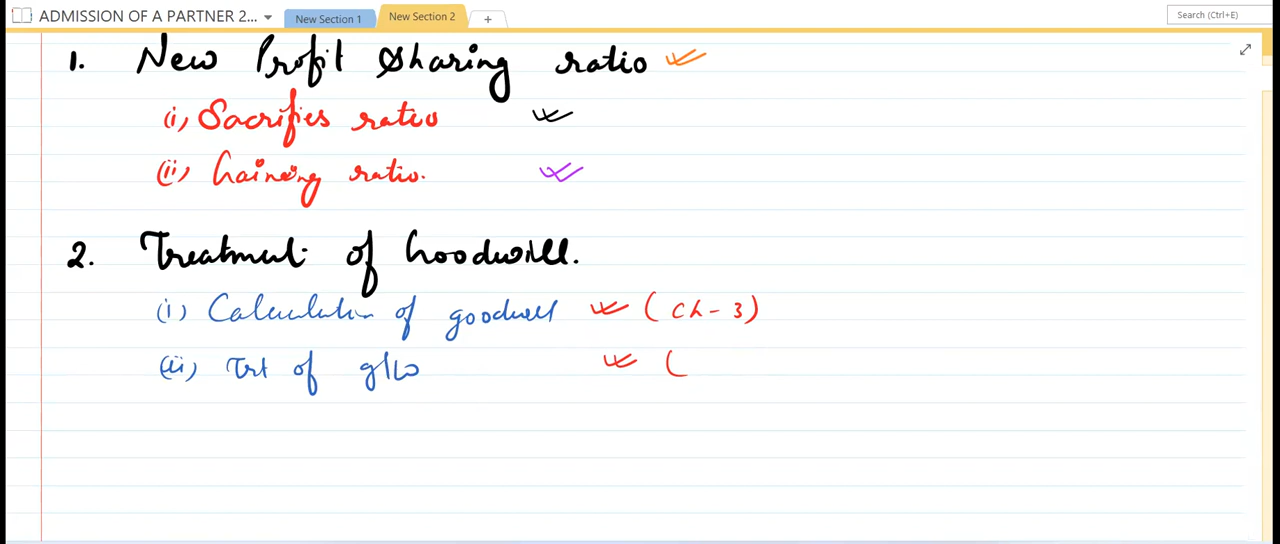 ADMISSION OF A PARTNER 2...
New Section 1
New Section 2
+
Search (Ctrl+E)
1. New Profit Sharing ratio
(i) Sacrifies ratio
(ii) Gaining ratio.
2. Treatment of Goodwill.
(i) Calculation of goodwill (Ch-3)
(ii) Trt of g/w (